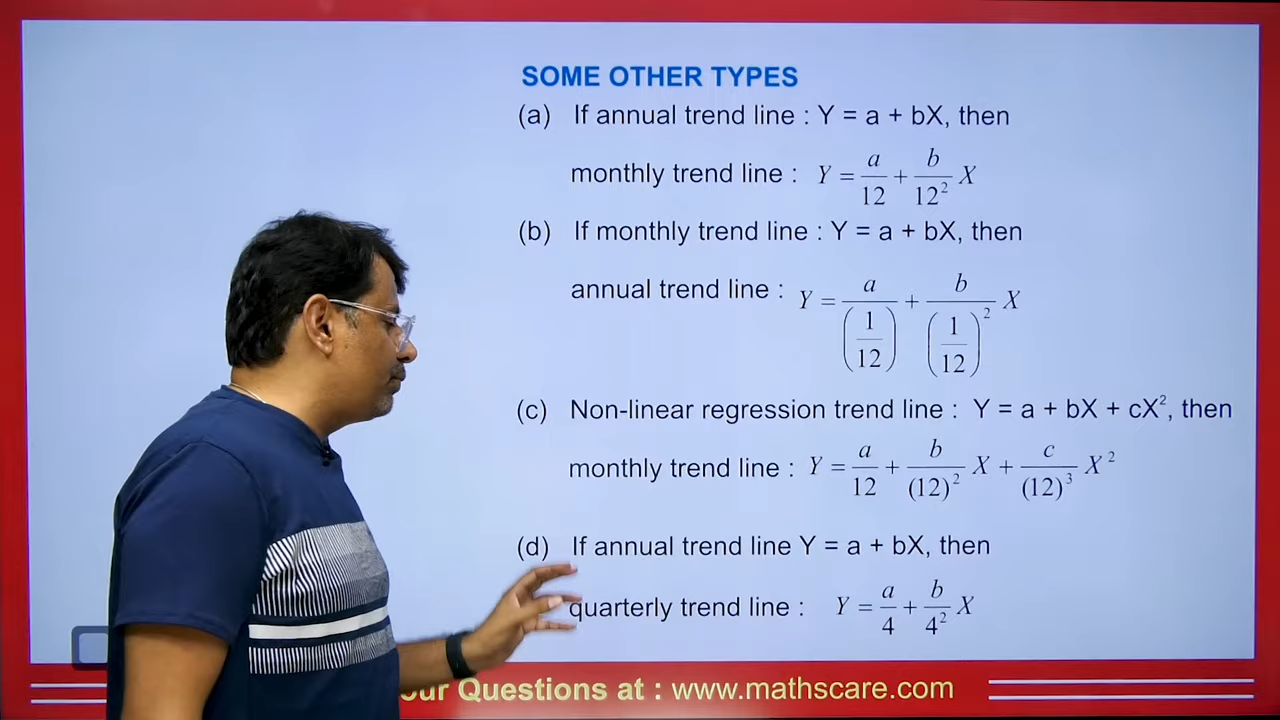 SOME OTHER TYPES
(a) If annual trend line : Y = a + bX, then
monthly trend line : Y = a/12 + b/12² X
(b) If monthly trend line : Y = a + bX, then
annual trend line : Y = a/(1/12) + b/(1/12)² X
(c) Non-linear regression trend line : Y = a + bX + cX², then
monthly trend line : Y = a/12 + b/(12)² X + c/(12)³ X²
(d) If annual trend line Y = a + bX, then
quarterly trend line : Y = a/4 + b/4² X
Questions at : www.mathscare.com